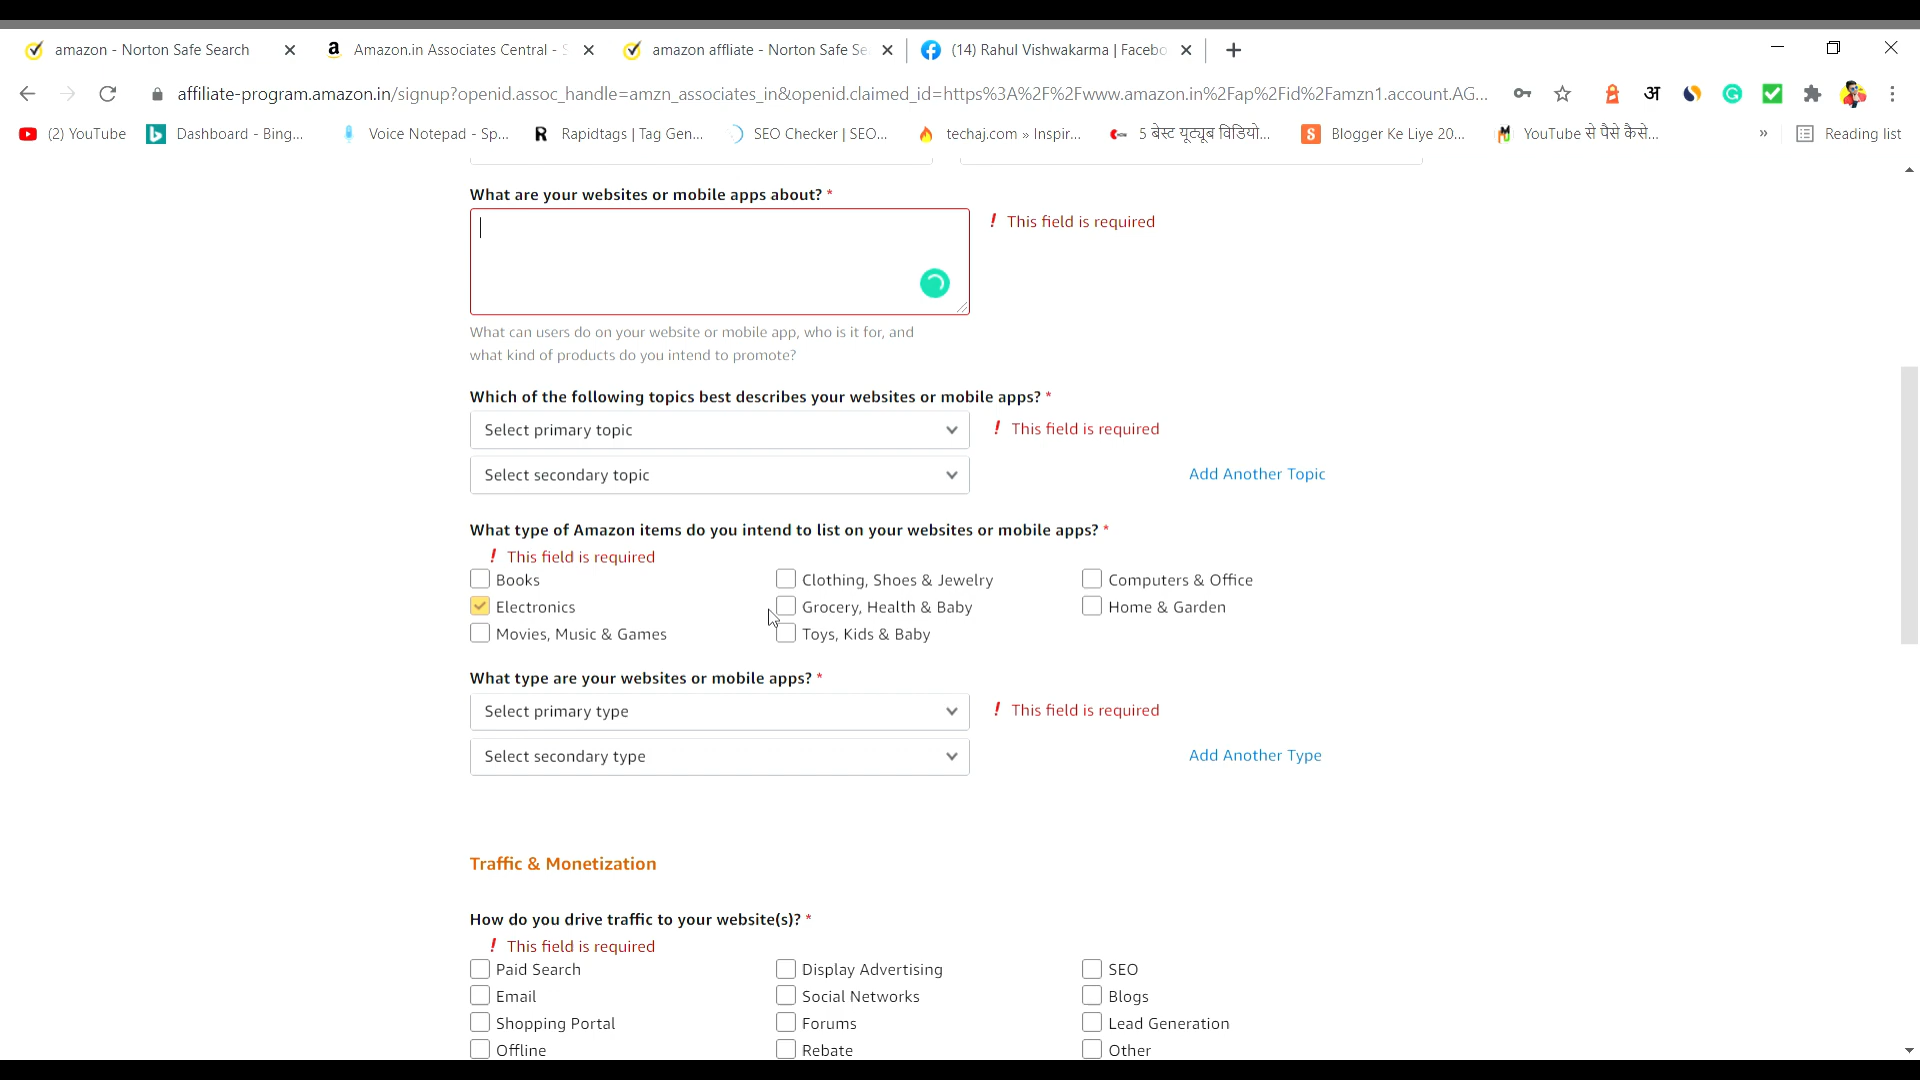 amazon - Norton Safe Search
Amazon.in Associates Central - S
amazon affliate - Norton Safe Se
(14) Rahul Vishwakarma | Facebo
affiliate-program.amazon.in/signup?openid.assoc_handle=amzn_associates_in&openid.claimed_id=https%3A%2F%2Fwww.amazon.in%2Fap%2Fid%2Famzn1.account.AG...
अ
(2) YouTube
Dashboard - Bing...
Voice Notepad - Sp...
Rapidtags | Tag Gen...
SEO Checker | SEO...
techaj.com » Inspir...
5 बेस्ट यूट्यूब विडियो...
Blogger Ke Liye 20...
YouTube से पैसे कैसे...
»
Reading list
What are your websites or mobile apps about? *
! This field is required
What can users do on your website or mobile app, who is it for, and
what kind of products do you intend to promote?
Which of the following topics best describes your websites or mobile apps? *
Select primary topic
! This field is required
Select secondary topic
Add Another Topic
What type of Amazon items do you intend to list on your websites or mobile apps? *
! This field is required
Books
Clothing, Shoes & Jewelry
Computers & Office
Electronics
Grocery, Health & Baby
Home & Garden
Movies, Music & Games
Toys, Kids & Baby
What type are your websites or mobile apps? *
Select primary type
! This field is required
Select secondary type
Add Another Type
Traffic & Monetization
How do you drive traffic to your website(s)? *
! This field is required
Paid Search
Display Advertising
SEO
Email
Social Networks
Blogs
Shopping Portal
Forums
Lead Generation
Offline
Rebate
Other